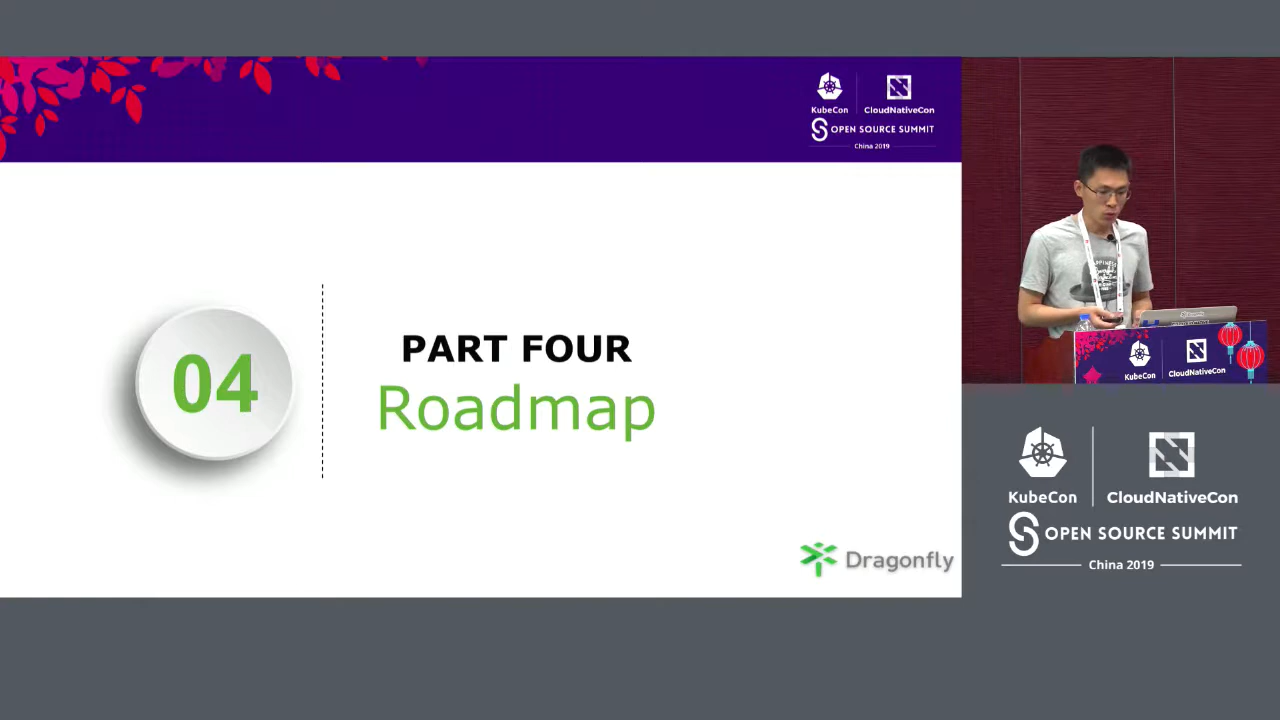 KubeCon
CloudNativeCon
OPEN SOURCE SUMMIT
China 2019
04
PART FOUR
Roadmap
Dragonfly
KubeCon
CloudNativeCon
KubeCon
CloudNativeCon
OPEN SOURCE SUMMIT
China 2019